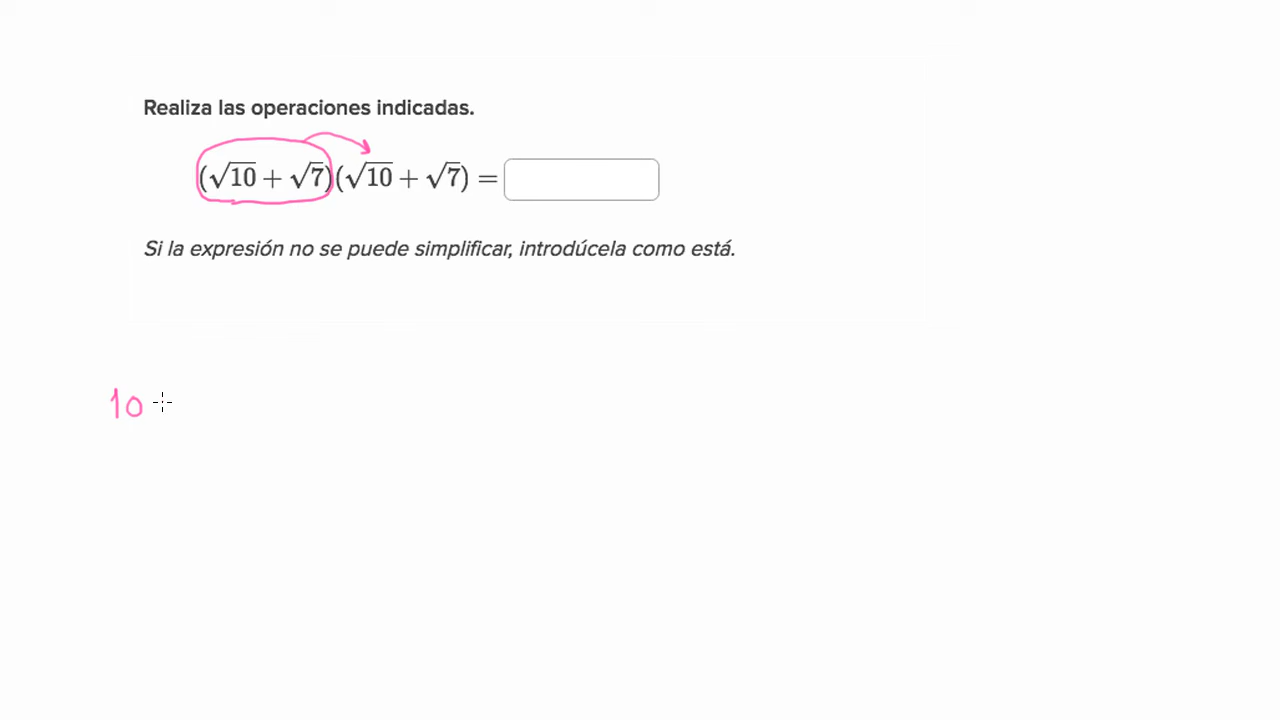 Realiza las operaciones indicadas.
(√10 + √7)(√10 + √7) =
Si la expresión no se puede simplificar, introdúcela como está.
10